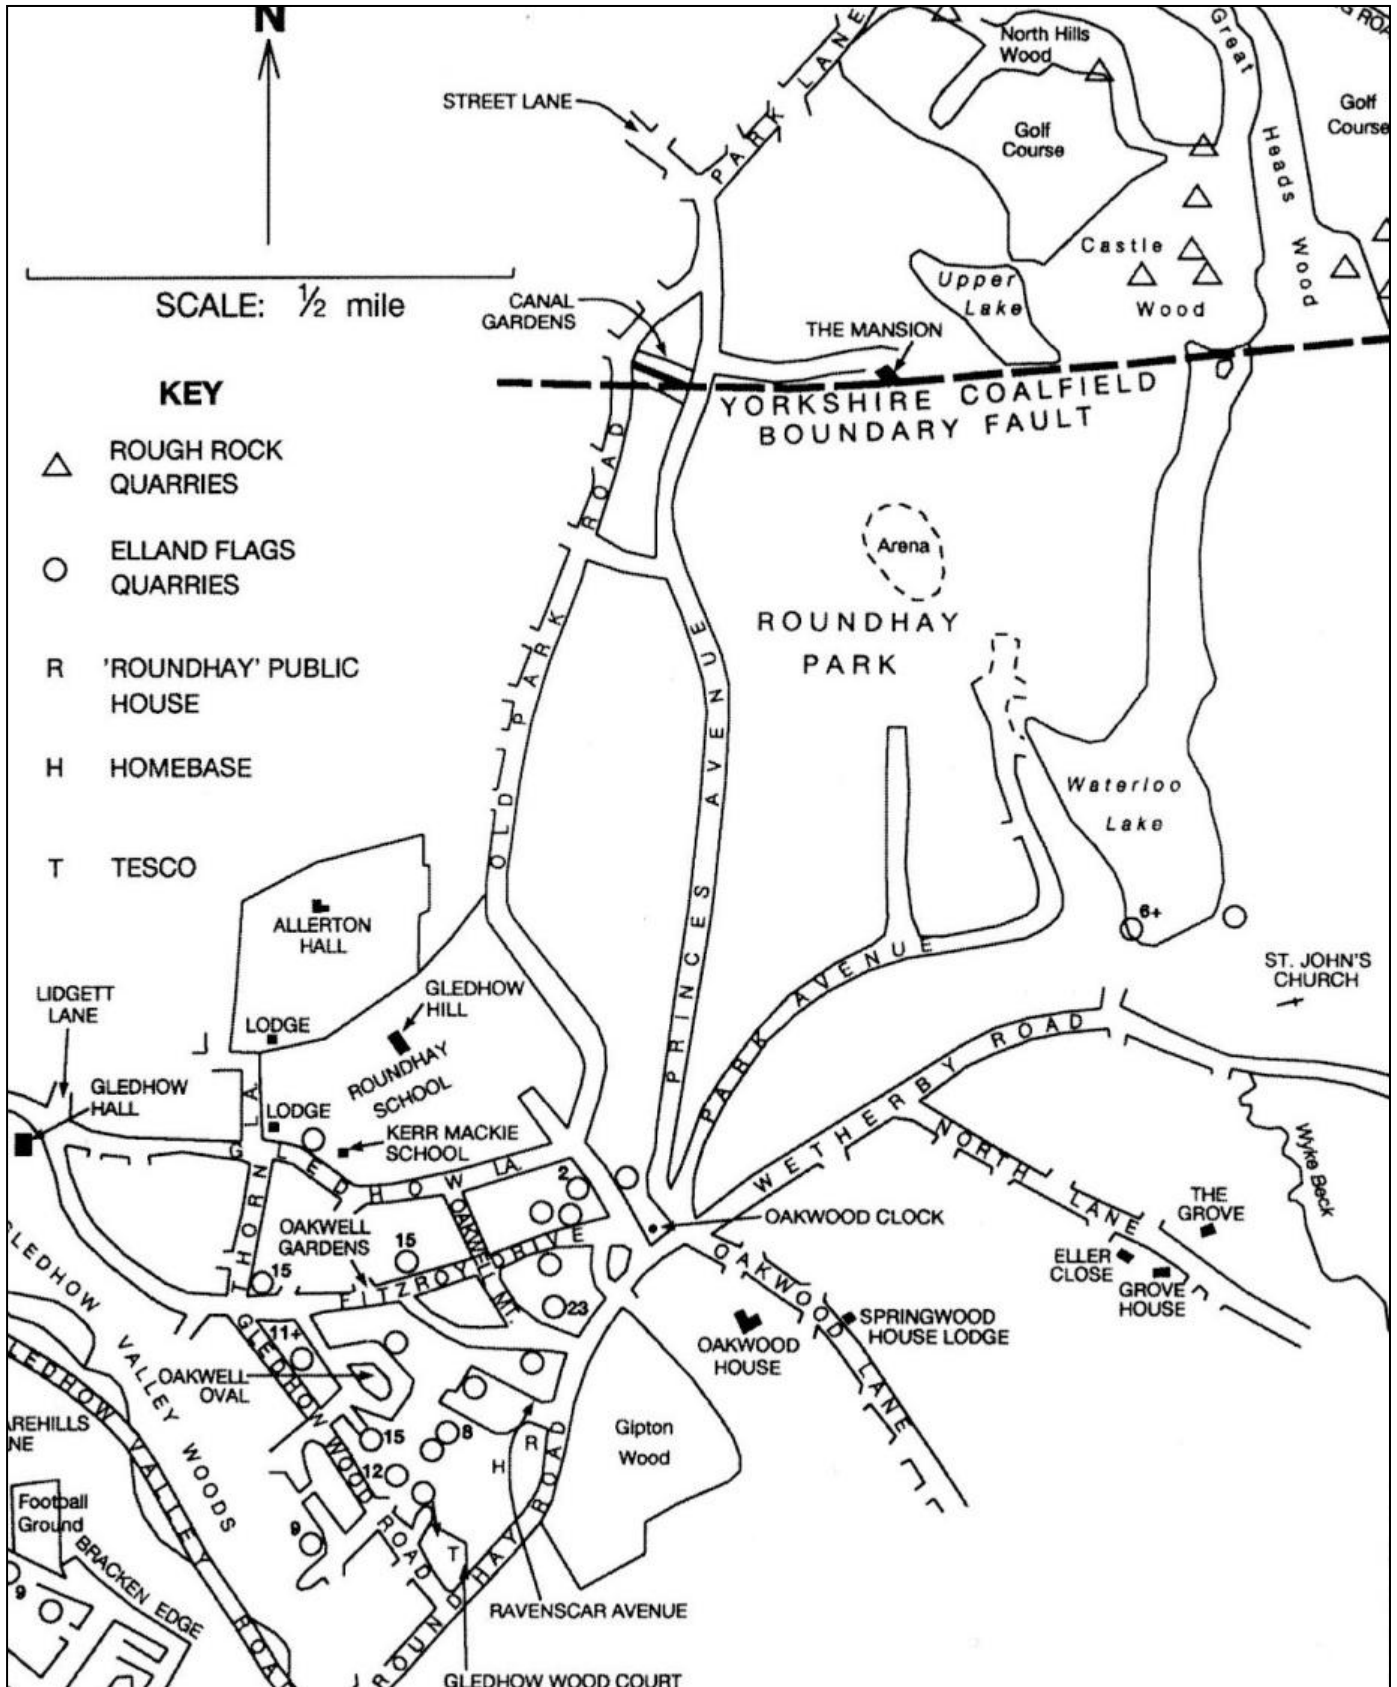 N
STREET LANE
PARK LANE
North Hills
Wood
Great
Heads
Wood
Golf
Course
Golf
Course
Castle
Wood
Upper
Lake
SCALE: ½ mile
CANAL
GARDENS
THE MANSION
YORKSHIRE COALFIELD
BOUNDARY FAULT
KEY
ROUGH ROCK
QUARRIES
ELLAND FLAGS
QUARRIES
R 'ROUNDHAY' PUBLIC
HOUSE
H HOMEBASE
T TESCO
Arena
ROUNDHAY
PARK
OLD PARK ROAD
PRINCES AVENUE
Waterloo
Lake
6+
PARK AVENUE
ALLERTON
HALL
ST. JOHN'S
CHURCH
LIDGETT
LANE
GLEDHOW
HILL
LODGE
ROUNDHAY
SCHOOL
WETHERBY ROAD
GLEDHOW
HALL
LODGE
KERR MACKIE
SCHOOL
THORN LA.
GLEDHOW LA.
NORTH LANE
Wyke Beck
THE
GROVE
2
OAKWOOD CLOCK
OAKWELL
GARDENS
OAKWELL MT.
15
15
FITZROY DRIVE
ELLER
CLOSE
GROVE
HOUSE
OAKWOOD LANE
SPRINGWOOD
HOUSE LODGE
OAKWOOD
HOUSE
23
GLEDHOW VALLEY WOODS
11+
OAKWELL
OVAL
GLEDHOW WOOD ROAD
GLEDHOW VALLEY ROAD
15
8
12
R
H
Gipton
Wood
Football
Ground
9
9
T
BRACKEN EDGE
ROUNDHAY ROAD
RAVENSCAR AVENUE
GLEDHOW WOOD COURT